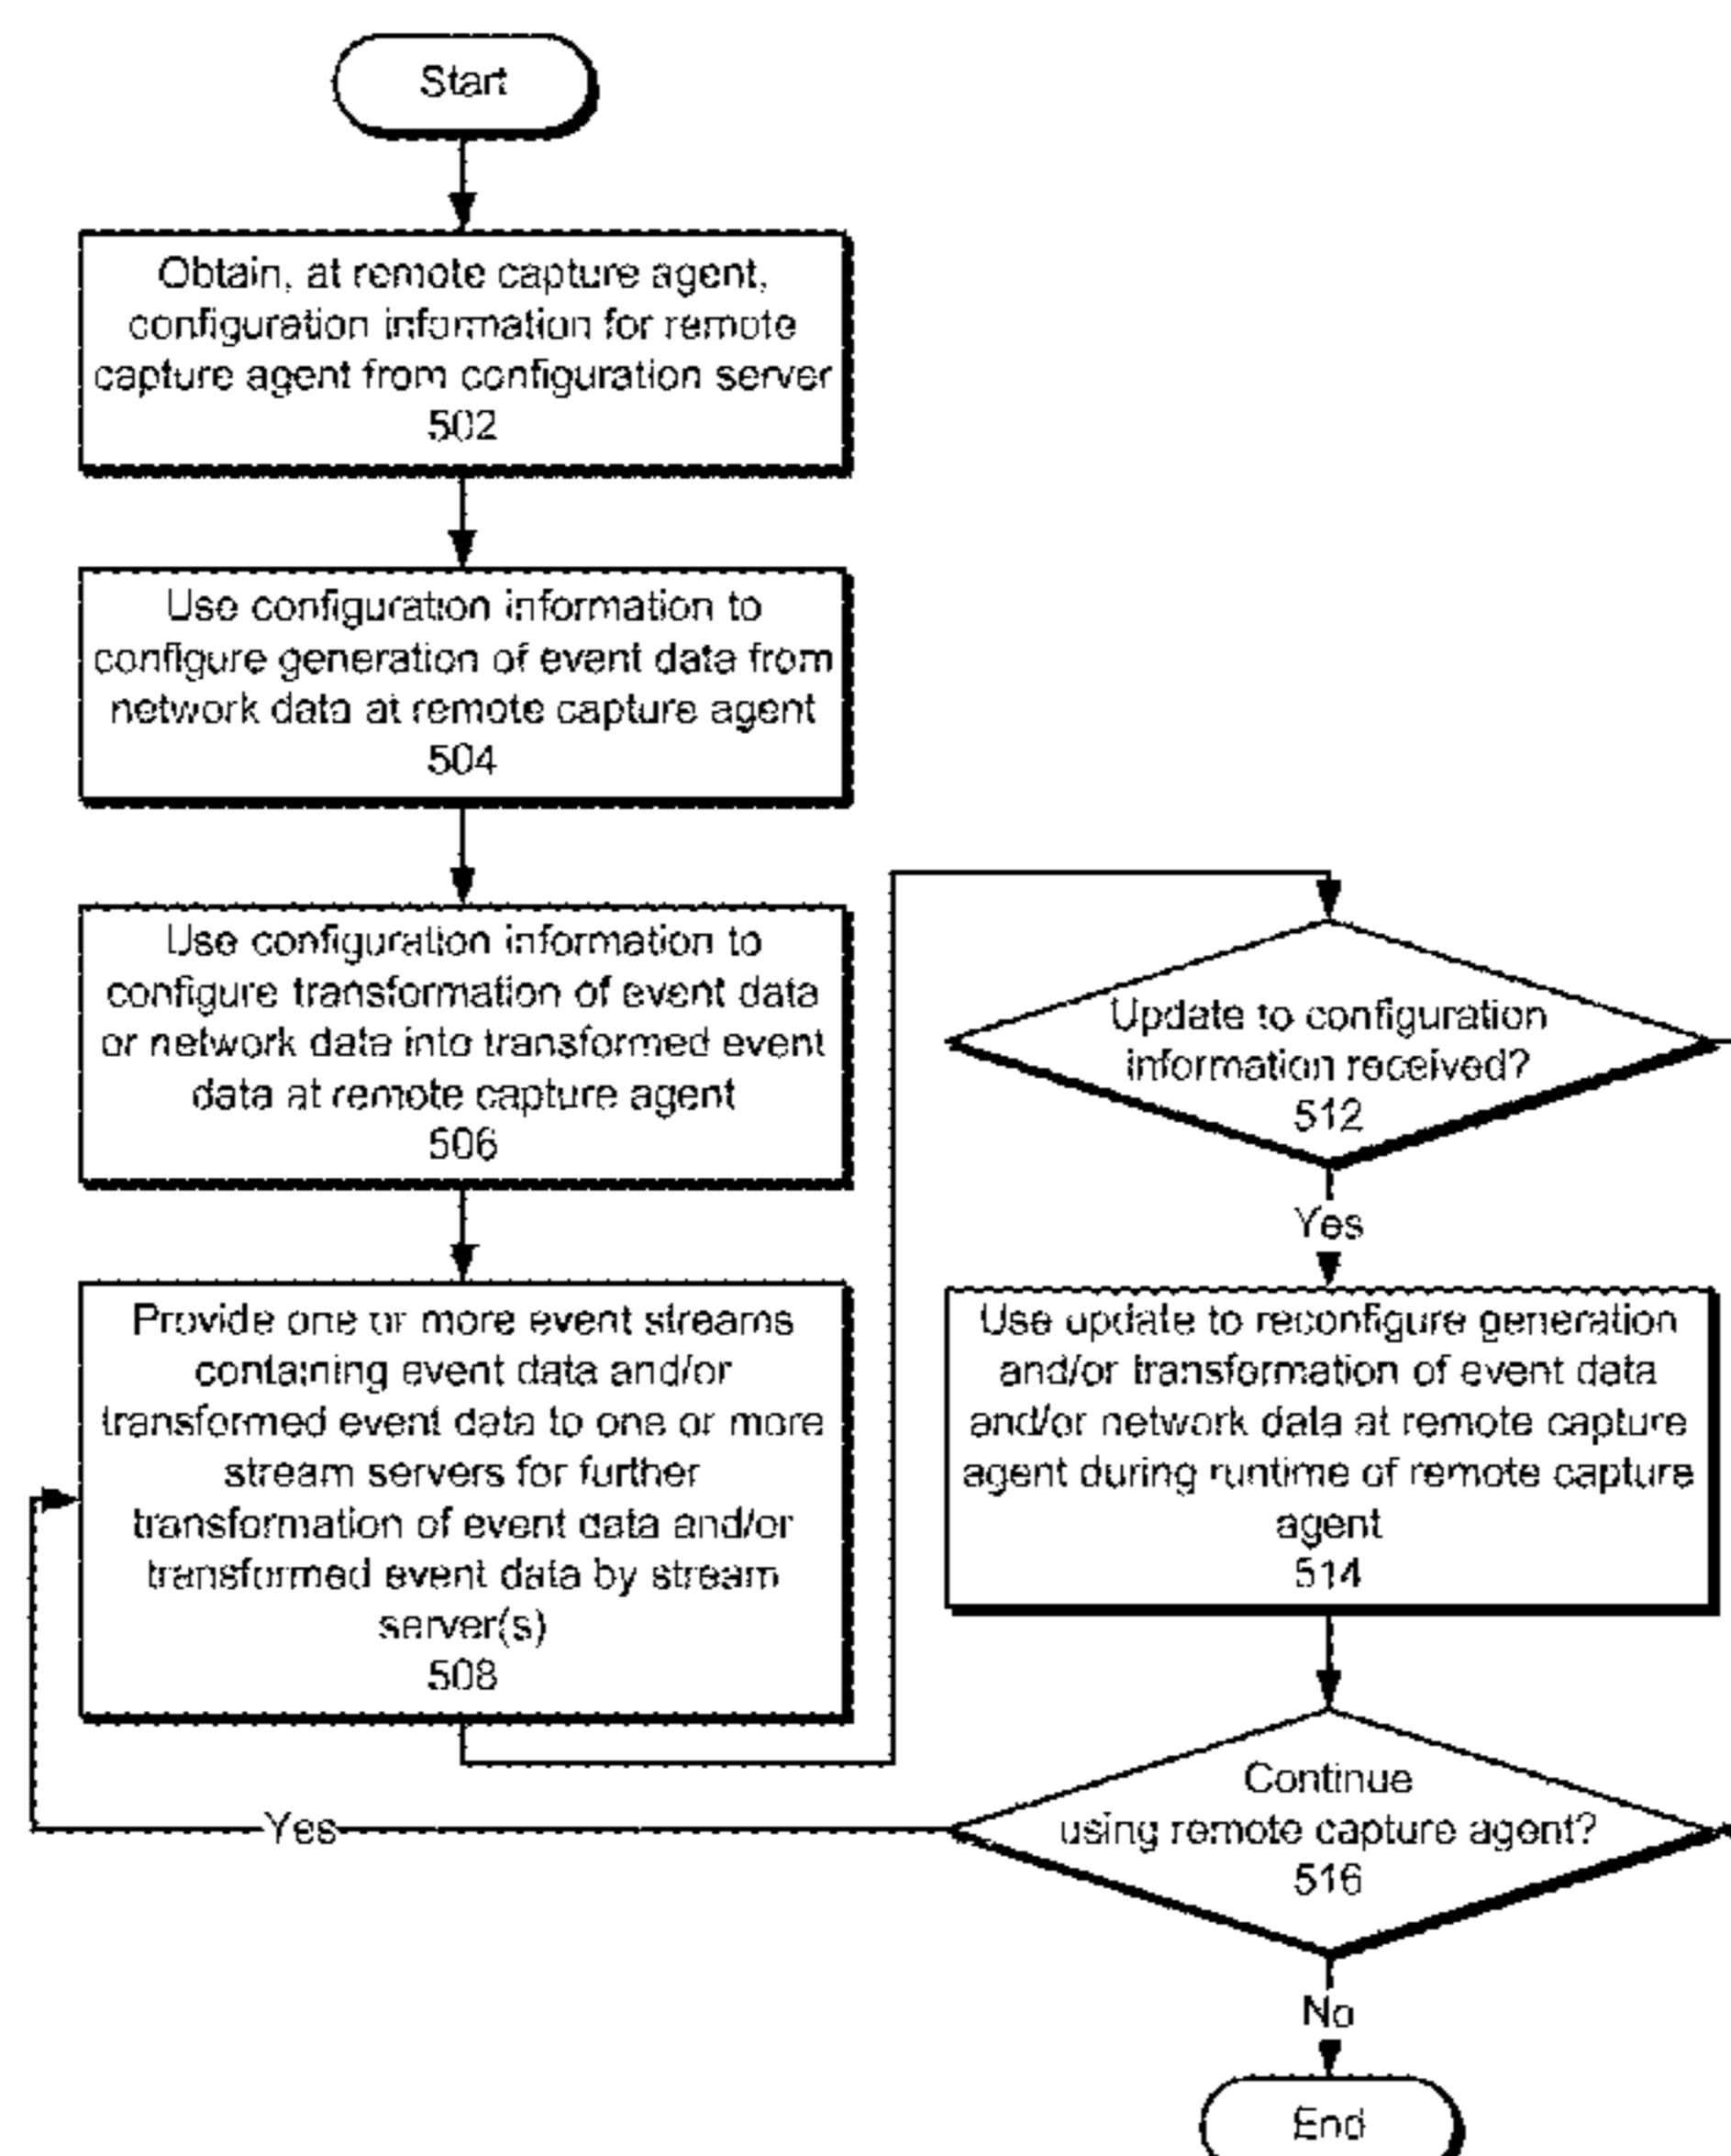 Start
Obtain, at remote capture agent,
configuration information for remote
capture agent from configuration server
502
Use configuration information to
configure generation of event data from
network data at remote capture agent
504
Use configuration information to
configure transformation of event data
or network data into transformed event
data at remote capture agent
506
Provide one or more event streams
containing event data and/or
transformed event data to one or more
stream servers for further
transformation of event data and/or
transformed event data by stream
server(s)
508
Update to configuration
information received?
512
Yes
Use update to reconfigure generation
and/or transformation of event data
and/or network data at remote capture
agent during runtime of remote capture
agent
514
Continue
using remote capture agent?
516
Yes
No
End